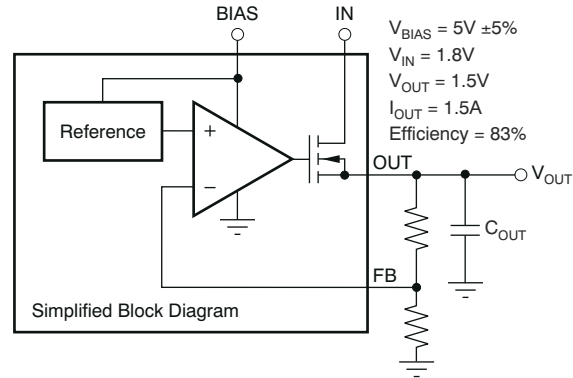 BIAS
IN
V_BIAS = 5V ±5%
V_IN = 1.8V
V_OUT = 1.5V
I_OUT = 1.5A
Efficiency = 83%
Reference
+
−
OUT
V_OUT
C_OUT
FB
Simplified Block Diagram